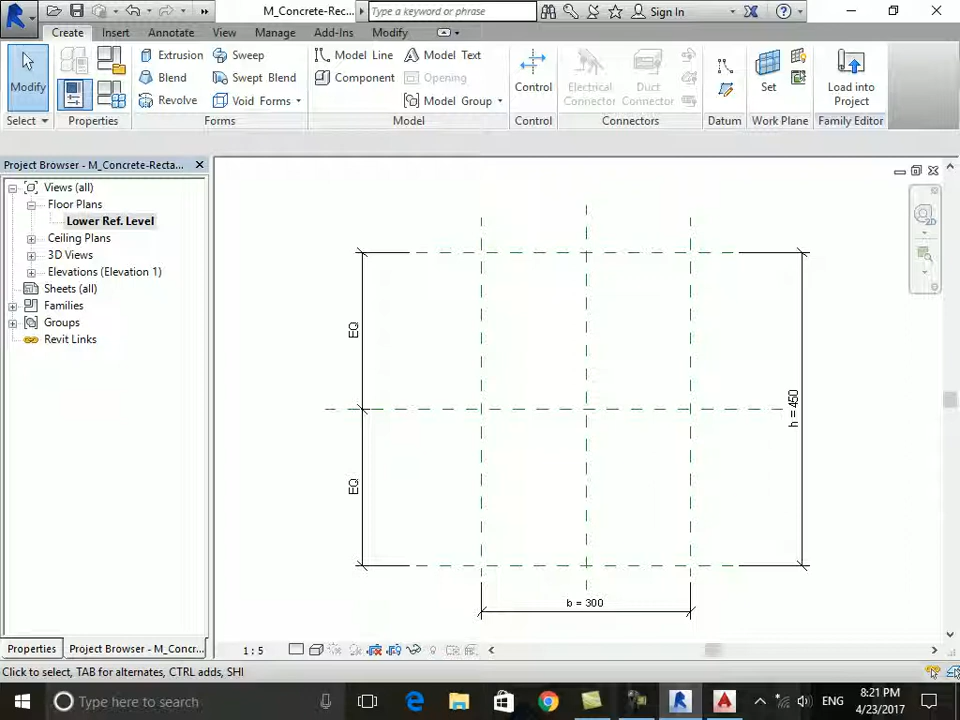 M_Concrete-Rec...
Type a keyword or phrase
Sign In
Create
Insert
Annotate
View
Manage
Add-Ins
Modify
Modify
Extrusion
Sweep
Blend
Swept Blend
Revolve
Void Forms
Model Line
Model Text
Component
Opening
Model Group
Control
Electrical
Connector
Duct
Connector
Set
Load into
Project
Select
Properties
Forms
Model
Control
Connectors
Datum
Work Plane
Family Editor
Project Browser - M_Concrete-Recta...
Views (all)
Floor Plans
Lower Ref. Level
Ceiling Plans
3D Views
Elevations (Elevation 1)
Sheets (all)
Families
Groups
Revit Links
2D
EQ
EQ
h = 450
b = 300
Properties
Project Browser - M_Concr...
1 : 5
Click to select, TAB for alternates, CTRL adds, SHI
Type here to search
ENG
8:21 PM
4/23/2017